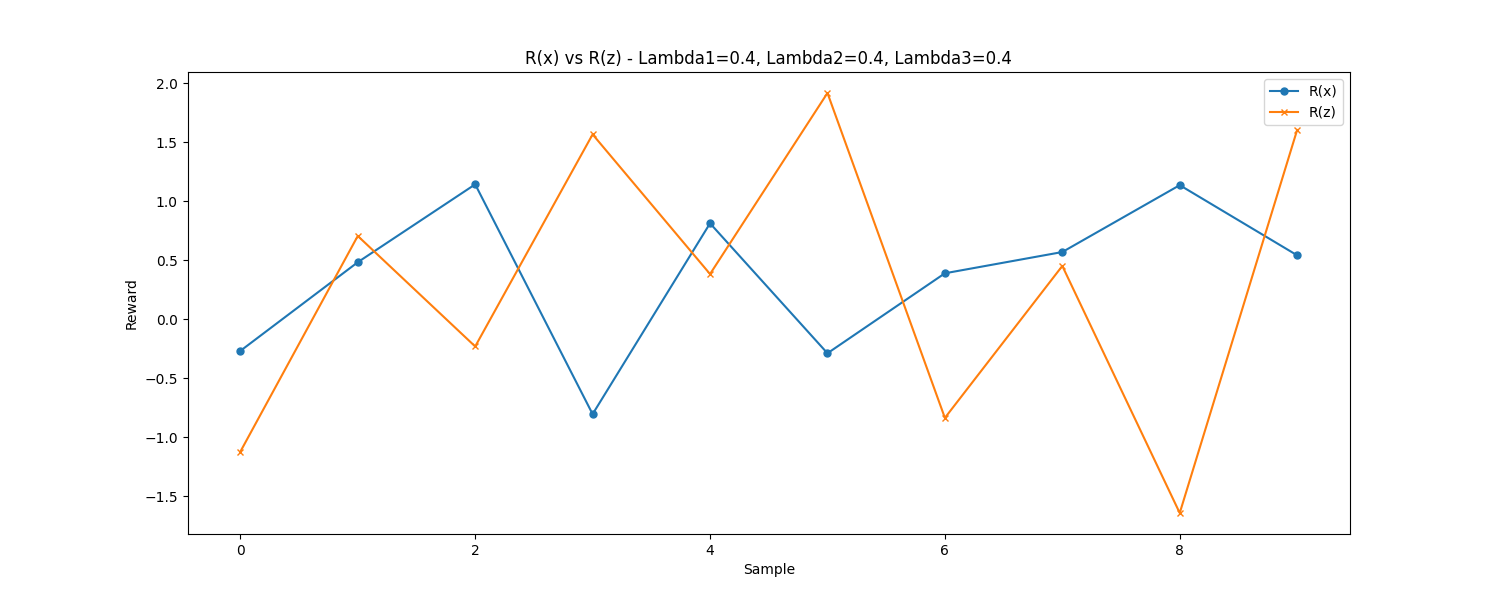 R(x) vs R(z) - Lambda1=0.4, Lambda2=0.4, Lambda3=0.4
R(x)
R(z)
Reward
2.0
1.5
1.0
0.5
0.0
−0.5
−1.0
−1.5
0 2 4 6 8
Sample